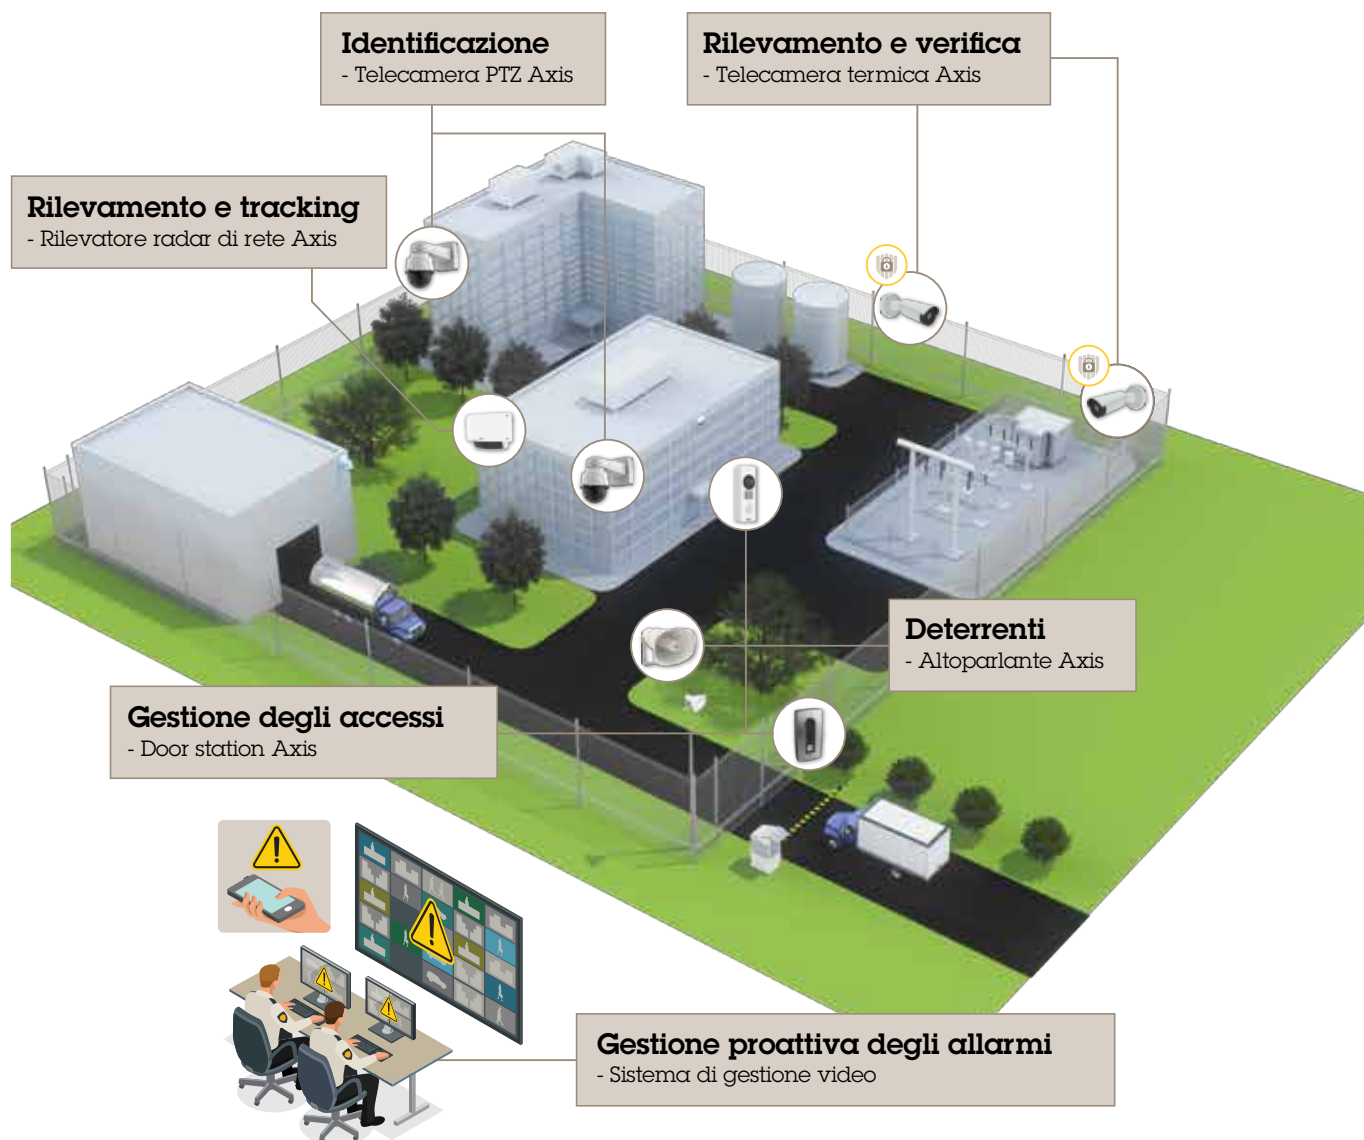 Identificazione
- Telecamera PTZ Axis
Rilevamento e verifica
- Telecamera termica Axis
Rilevamento e tracking
- Rilevatore radar di rete Axis
Deterrenti
- Altoparlante Axis
Gestione degli accessi
- Door station Axis
Gestione proattiva degli allarmi
- Sistema di gestione video